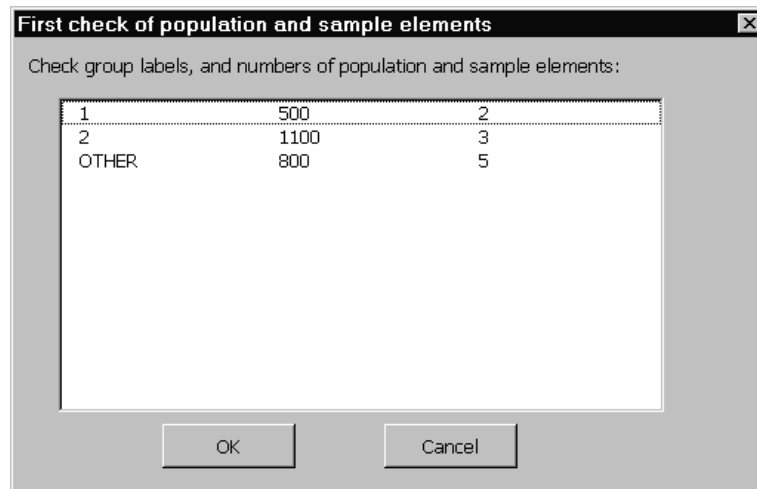 First check of population and sample elements
Check group labels, and numbers of population and sample elements:
1 500 2
2 1100 3
OTHER 800 5
OK Cancel